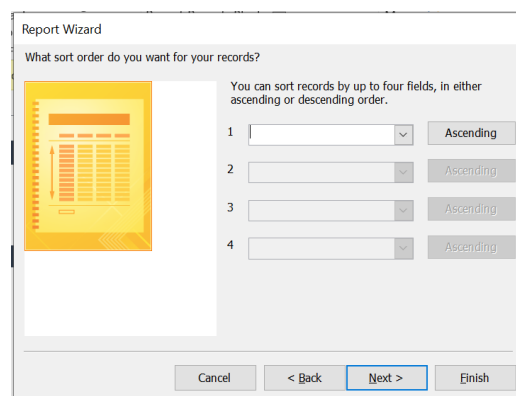 Report Wizard
What sort order do you want for your records?
You can sort records by up to four fields, in either
ascending or descending order.
1 Ascending
2 Ascending
3 Ascending
4 Ascending
Cancel < Back Next > Finish